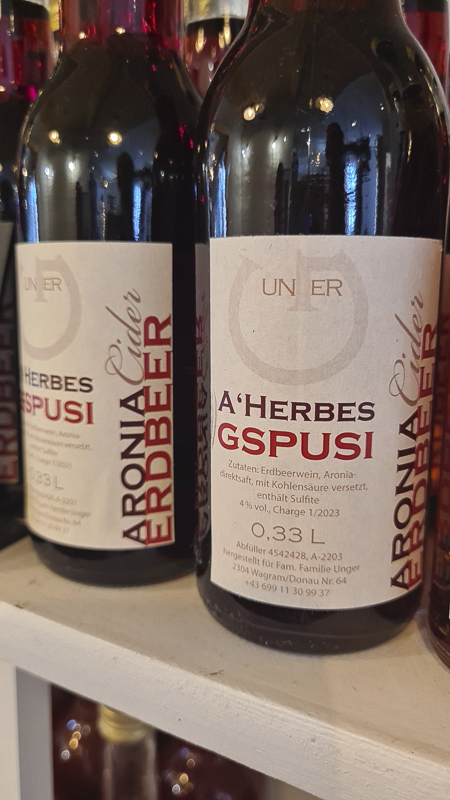 UNGER
A'HERBES
GSPUSI
Zutaten: Erdbeerwein, Aronia-
direktsaft, mit Kohlensäure versetzt,
enthält Sulfite
4% vol., Charge 1/2023
0,33 L
Abfüller 4542428, A-2203
hergestellt für Fam. Familie Unger
2304 Wagram/Donau Nr. 64
+43 699 11 30 99 37
ARONIA Cider
ERDBEER
UNGER
HERBES
GSPUSI
0,33 L
ARONIA Cider
ERDBEER
ERDBEER